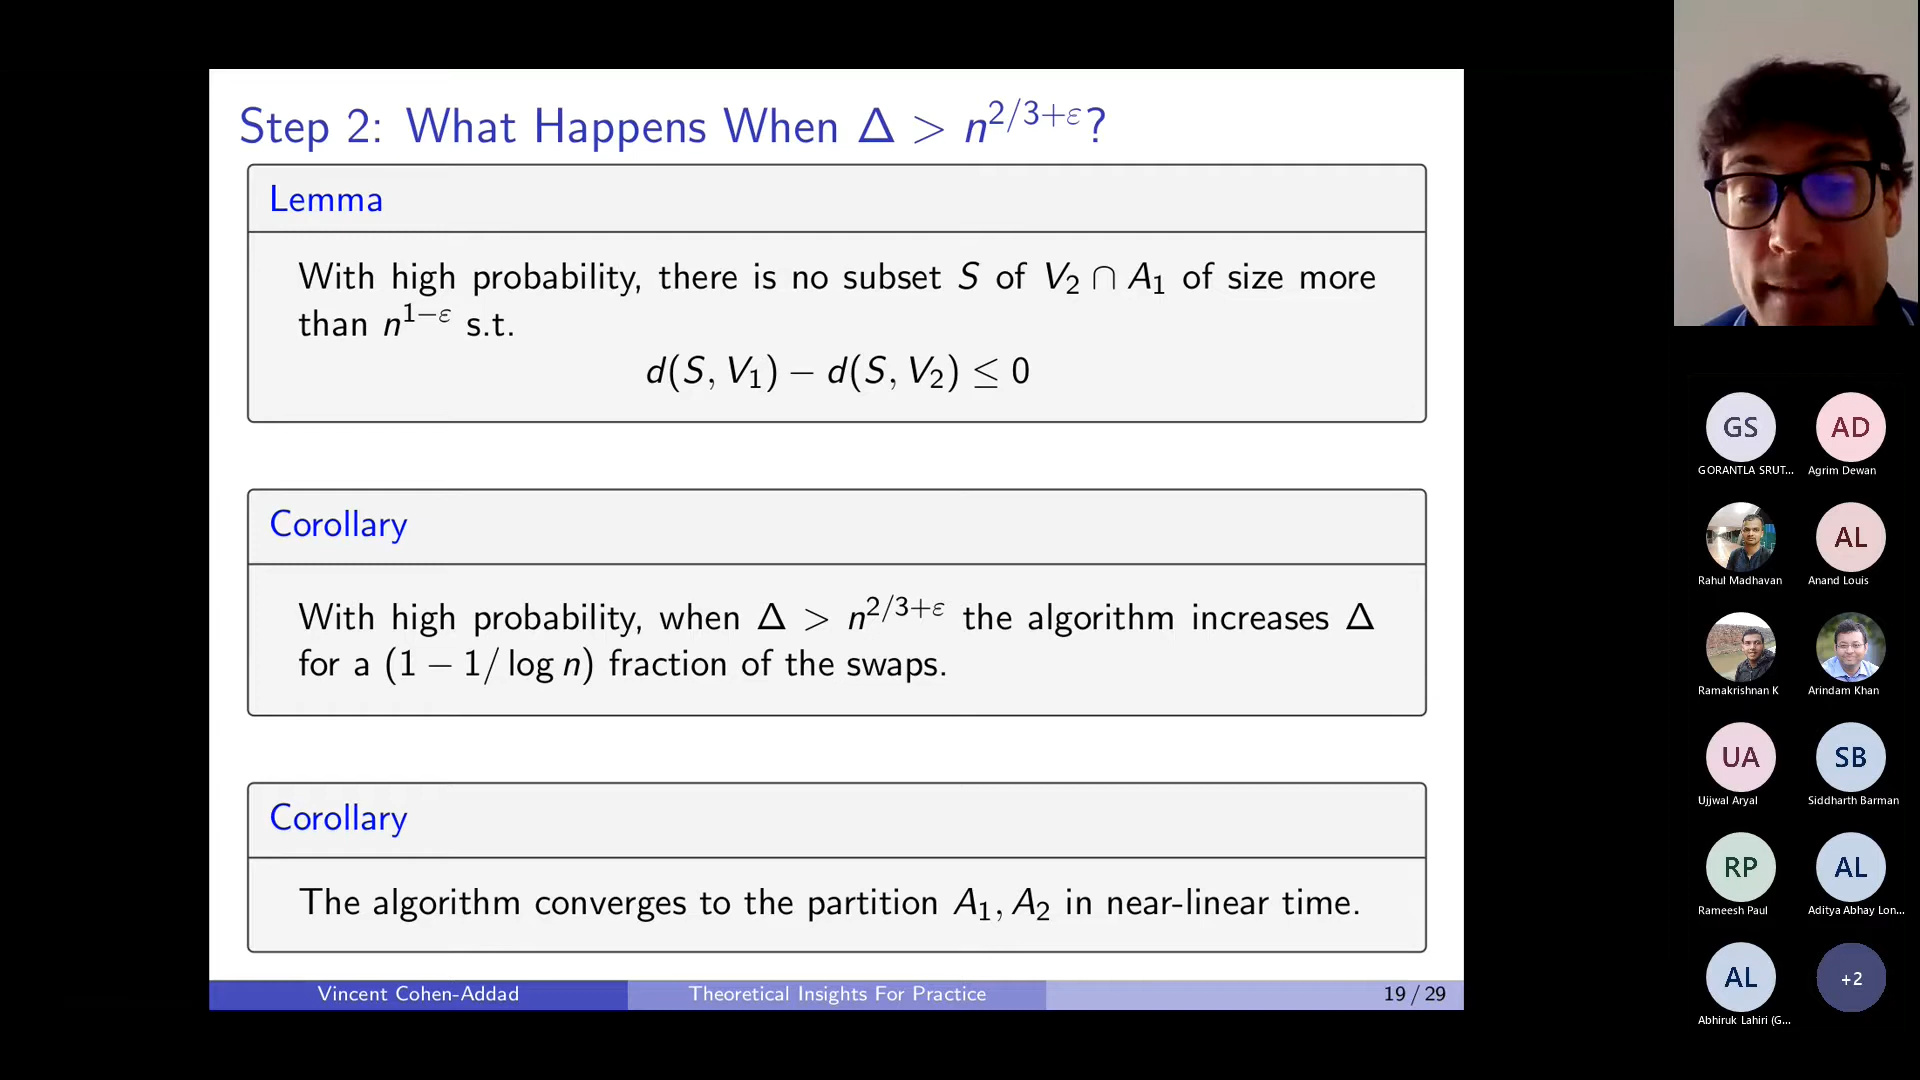 Step 2: What Happens When Δ > n^{2/3+ε}?
Lemma
With high probability, there is no subset S of V₂ ∩ A₁ of size more
than n^{1−ε} s.t.
d(S, V₁) − d(S, V₂) ≤ 0
Corollary
With high probability, when Δ > n^{2/3+ε} the algorithm increases Δ
for a (1 − 1/ log n) fraction of the swaps.
Corollary
The algorithm converges to the partition A₁, A₂ in near-linear time.
Vincent Cohen-Addad
Theoretical Insights For Practice
19 / 29
GS
AD
GORANTLA SRUT...
Agrim Dewan
AL
Rahul Madhavan
Anand Louis
Ramakrishnan K
Arindam Khan
UA
SB
Ujjwal Aryal
Siddharth Barman
RP
AL
Rameesh Paul
Aditya Abhay Lon...
AL
+2
Abhiruk Lahiri (G...